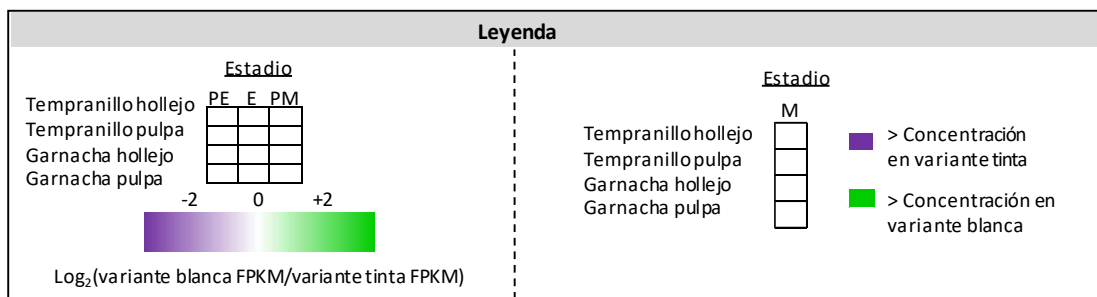 Leyenda
Estadio
PE E PM
Tempranillo hollejo
Tempranillo pulpa
Garnacha hollejo
Garnacha pulpa
-2 0 +2
Log₂(variante blanca FPKM/variante tinta FPKM)
Estadio
M
Tempranillo hollejo
Tempranillo pulpa
Garnacha hollejo
Garnacha pulpa
> Concentración
en variante tinta
> Concentración en
variante blanca